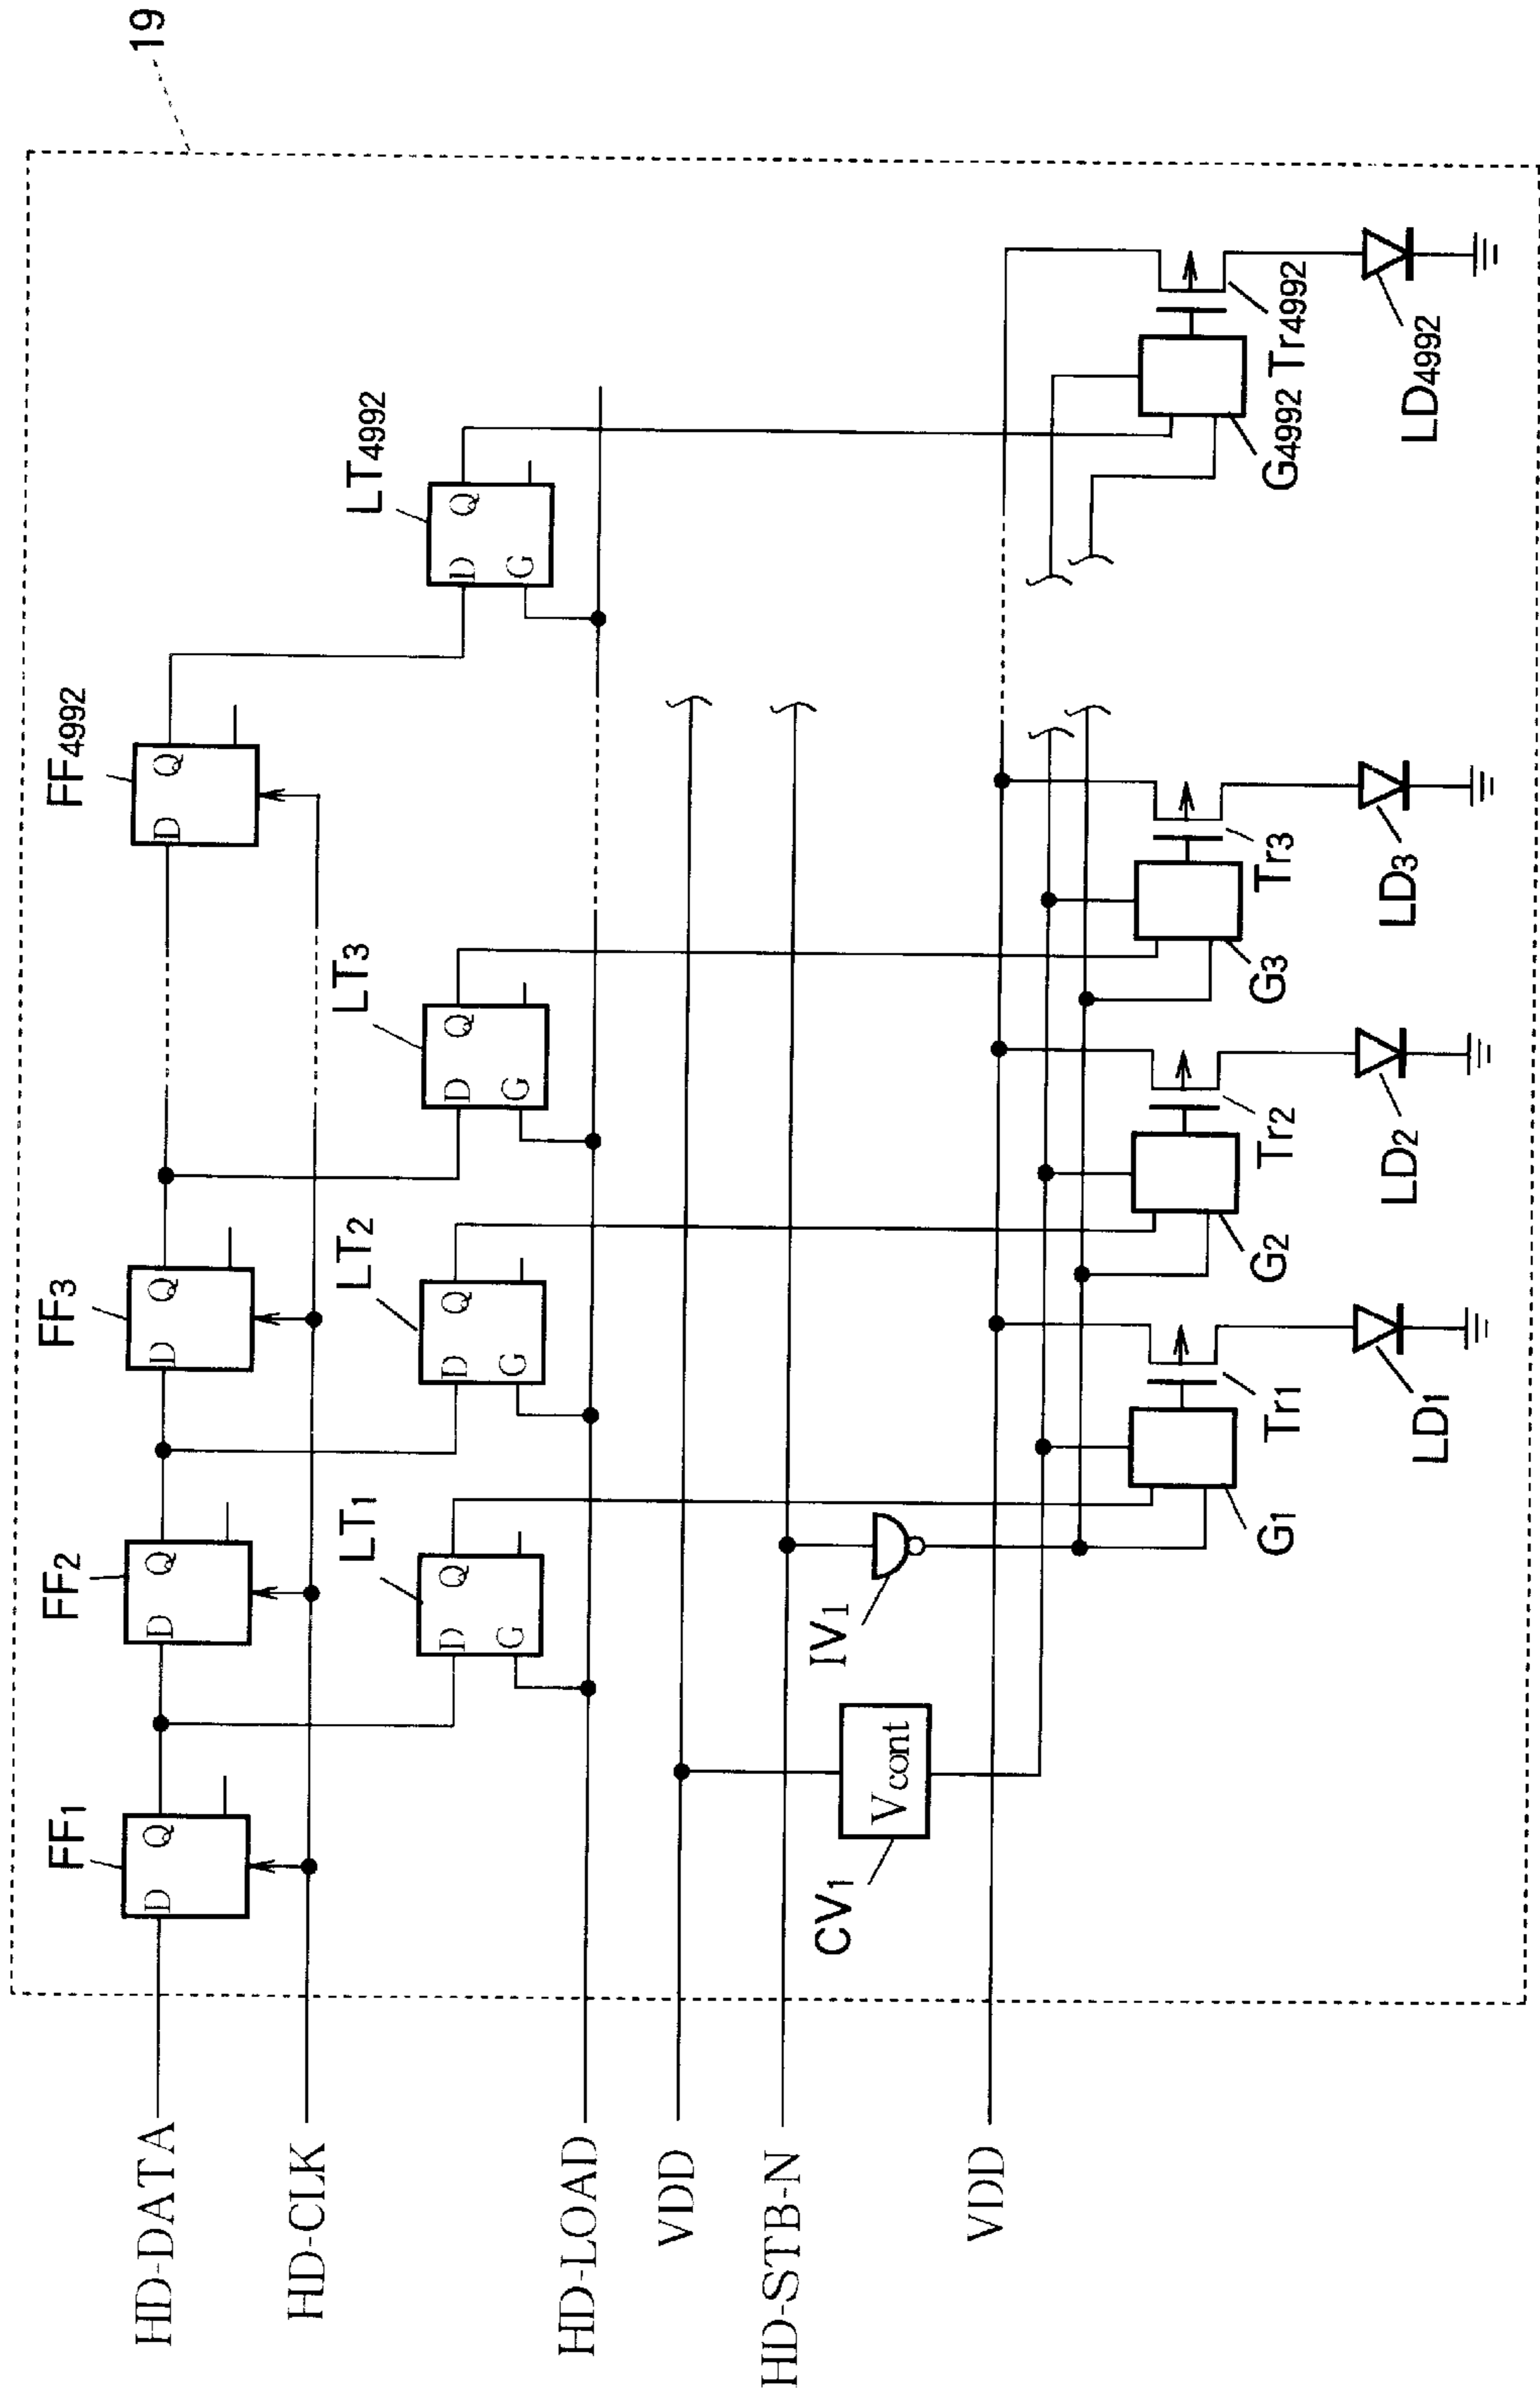 19
FF1
FF2
FF3
FF4992
D Q
D Q
D Q
D Q
HD-DATA
HD-CLK
LT1
LT2
LT3
LT4992
D Q
G
D Q
G
D Q
G
D Q
G
HD-LOAD
VDD
HD-STB-N
CV1
Vcont
IV1
VDD
G1
Tr1
G2
Tr2
G3
Tr3
G4992
Tr4992
LD1
LD2
LD3
LD4992